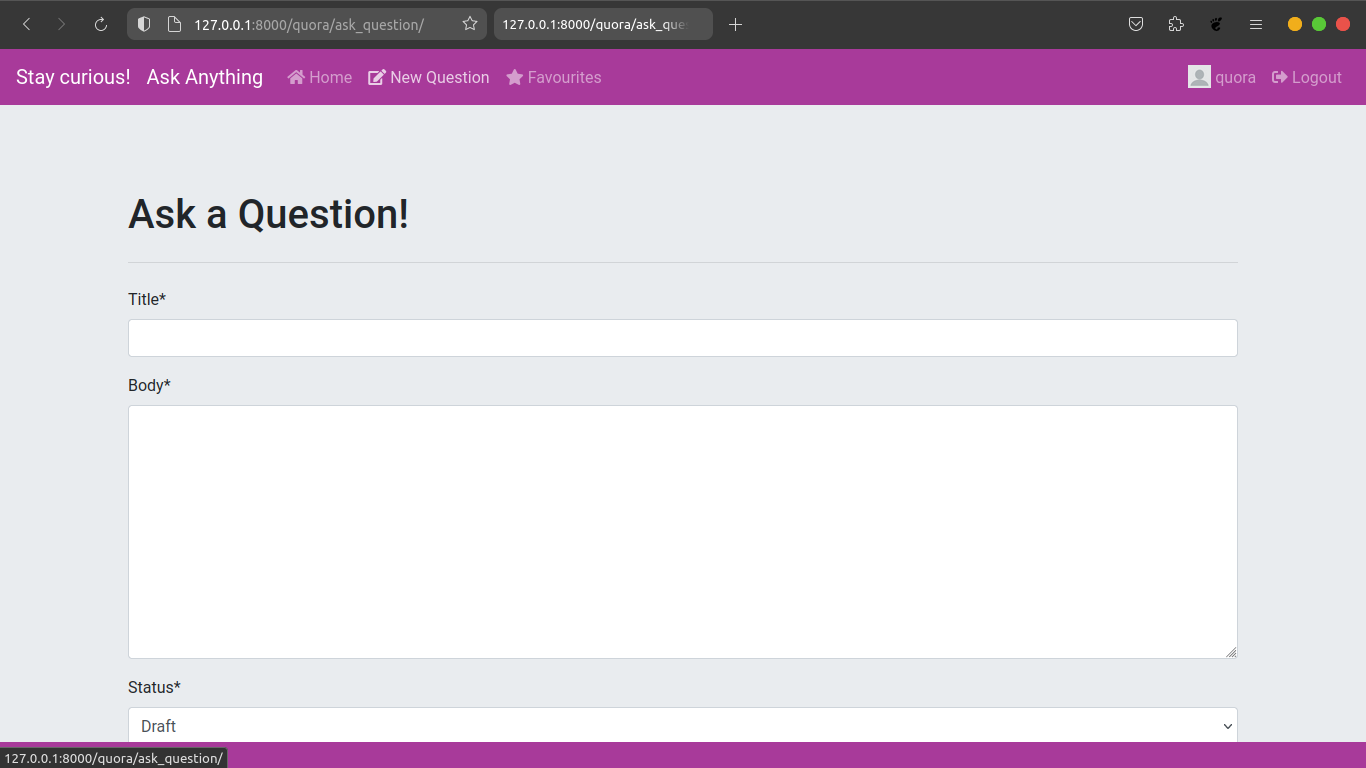 127.0.0.1:8000/quora/ask_question/
127.0.0.1:8000/quora/ask_que
Stay curious! Ask Anything Home New Question Favourites quora Logout
Ask a Question!
Title*
Body*
Status*
Draft
127.0.0.1:8000/quora/ask_question/